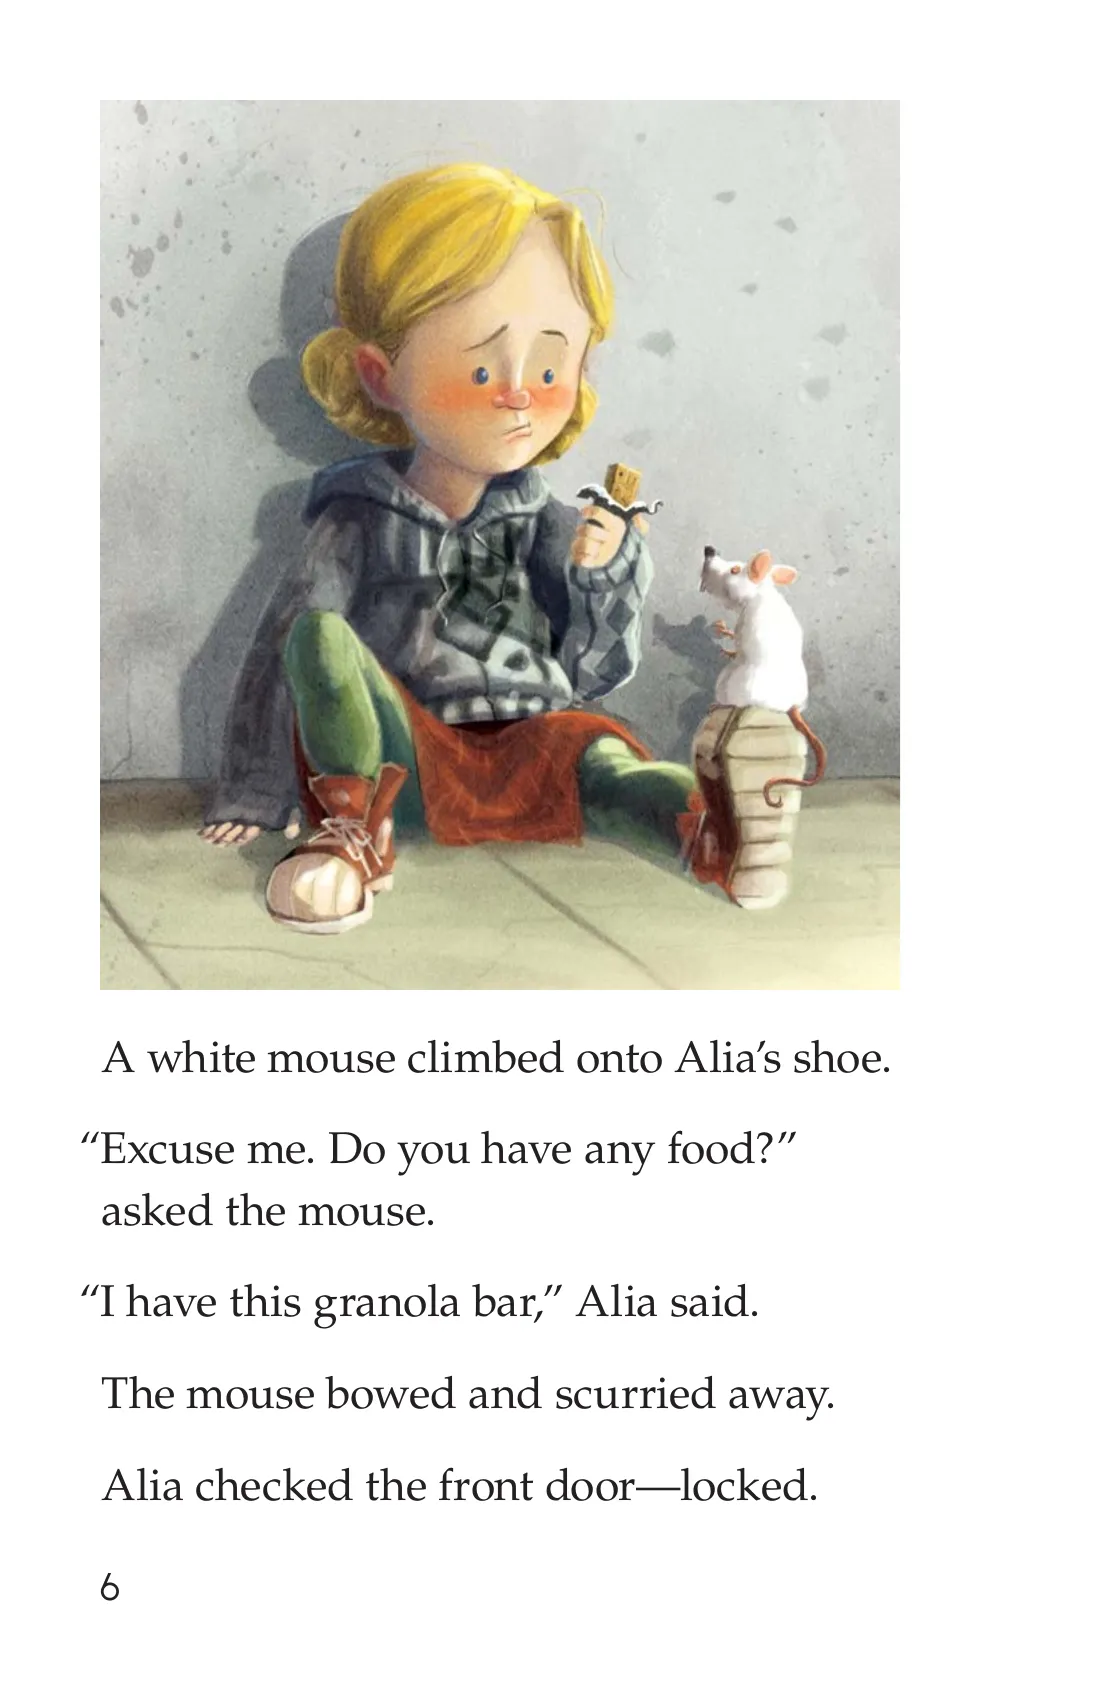 A white mouse climbed onto Alia’s shoe.
“Excuse me. Do you have any food?”
asked the mouse.
“I have this granola bar,” Alia said.
The mouse bowed and scurried away.
Alia checked the front door—locked.
6